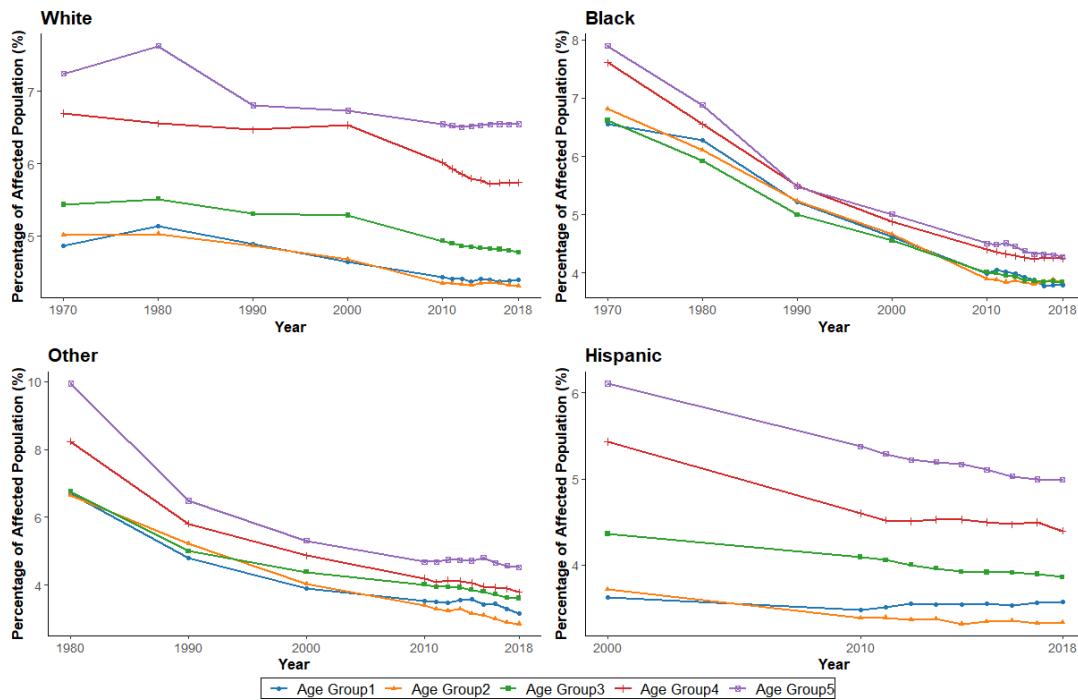 White
Percentage of Affected Population (%)
7
6
5
1970 1980 1990 2000 2010 2018
Year
Black
Percentage of Affected Population (%)
8
7
6
5
4
1970 1980 1990 2000 2010 2018
Year
Other
Percentage of Affected Population (%)
10
8
6
4
1980 1990 2000 2010 2018
Year
Hispanic
Percentage of Affected Population (%)
6
5
4
2000 2010 2018
Year
Age Group1 Age Group2 Age Group3 Age Group4 Age Group5